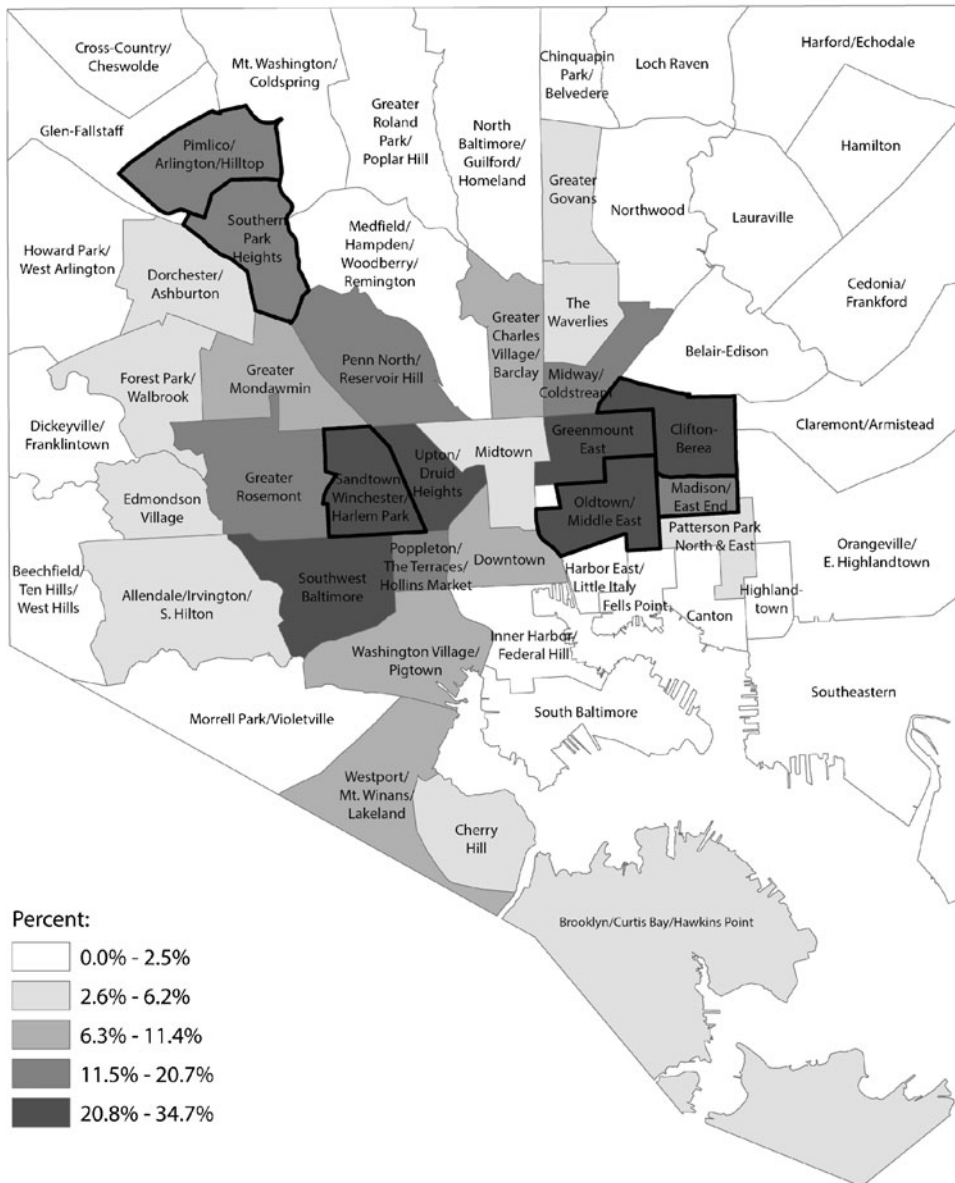 Cross-Country/
Cheswolde
Mt. Washington/
Coldspring
Greater
Roland
Park/
Poplar Hill
North
Baltimore/
Guilford/
Homeland
Chinquapin
Park/
Belvedere
Loch Raven
Harford/Echodale
Glen-Fallstaff
Pimlico/
Arlington/Hilltop
Hamilton
Greater
Govans
Northwood
Lauraville
Howard Park/
West Arlington
Southern
Park
Heights
Medfield/
Hampden/
Woodberry/
Remington
Dorchester/
Ashburton
The
Waverlies
Cedonia/
Frankford
Greater
Charles
Village/
Barclay
Belair-Edison
Forest Park/
Walbrook
Greater
Mondawmin
Penn North/
Reservoir Hill
Midway/
Coldstream
Dickeyville/
Franklintown
Greenmount
East
Clifton-
Berea
Claremont/Armistead
Midtown
Upton/
Druid
Heights
Greater
Rosemont
Sandtown
Winchester/
Harlem Park
Edmondson
Village
Oldtown/
Middle East
Madison/
East End
Patterson Park
North & East
Orangeville/
E. Highlandtown
Poppleton/
The Terraces/
Hollins Market
Downtown
Harbor East/
Little Italy
Beechfield/
Ten Hills/
West Hills
Allendale/Irvington/
S. Hilton
Southwest
Baltimore
Fells Point
Canton
Highland-
town
Washington Village/
Pigtown
Inner Harbor/
Federal Hill
Southeastern
Morrell Park/Violetville
South Baltimore
Westport/
Mt. Winans/
Lakeland
Cherry
Hill
Brooklyn/Curtis Bay/Hawkins Point
Percent:
0.0% - 2.5%
2.6% - 6.2%
6.3% - 11.4%
11.5% - 20.7%
20.8% - 34.7%